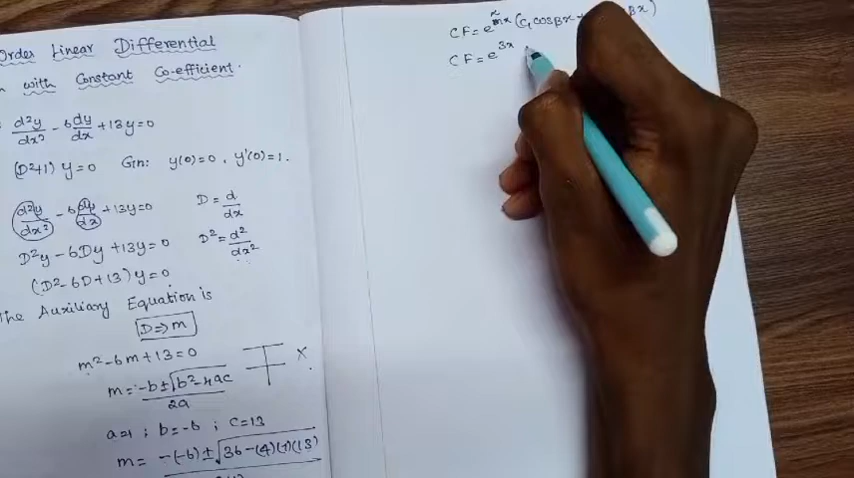 Order Linear Differential
with Constant Co-efficient.
d²y/dx² - 6dy/dx + 13y = 0
(D²+1) y = 0 Gin: y(0) = 0, y'(0) = 1.
d²y/dx² - 6dy/dx + 13y = 0 D = d/dx
D²y - 6Dy + 13y = 0 D² = d²/dx²
(D² - 6D + 13) y = 0
The Auxiliary Equation is
D => m
m² - 6m + 13 = 0
m = -b ± √b² - 4ac / 2a
a = 1 ; b = -6 ; c = 13
m = -(-6) ± √36 - (4)(1)(13)
CF = e (C₁ cosβx + βx)
CF = e³ˣ